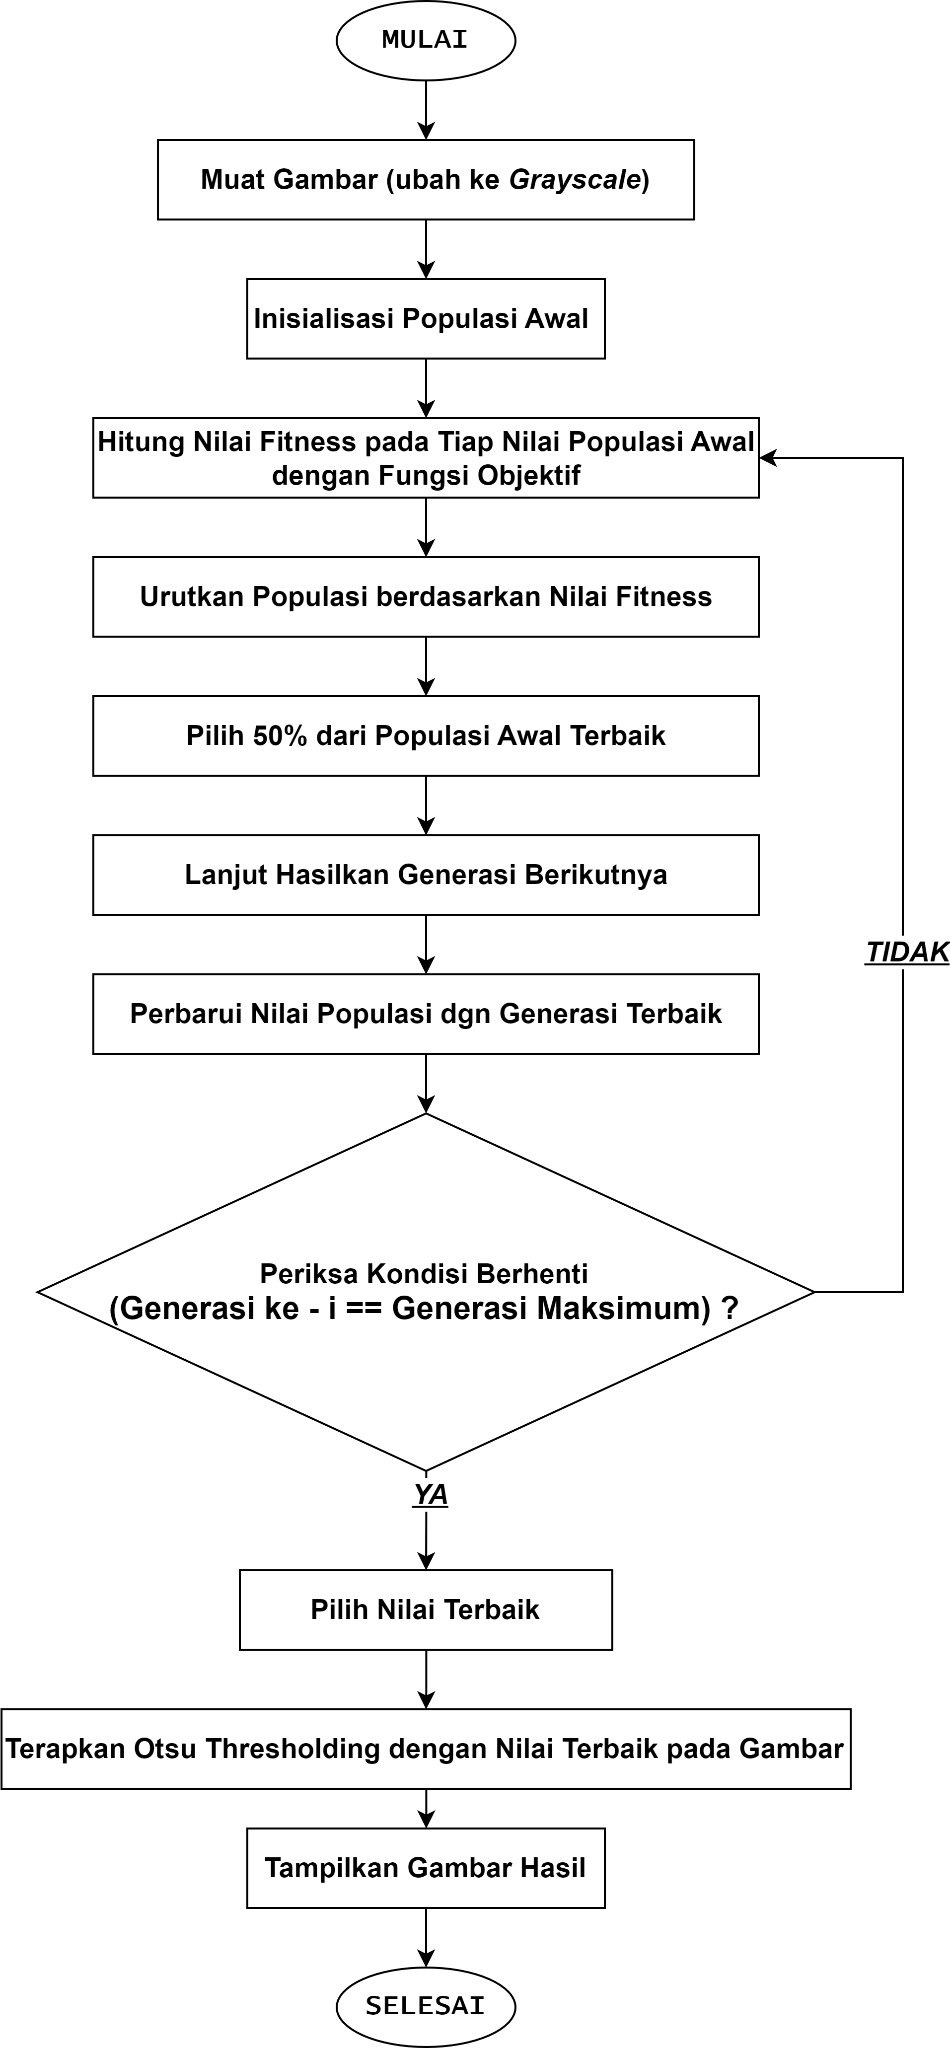 MULAI
Muat Gambar (ubah ke Grayscale)
Inisialisasi Populasi Awal
Hitung Nilai Fitness pada Tiap Nilai Populasi Awal
dengan Fungsi Objektif
Urutkan Populasi berdasarkan Nilai Fitness
Pilih 50% dari Populasi Awal Terbaik
Lanjut Hasilkan Generasi Berikutnya
TIDAK
Perbarui Nilai Populasi dgn Generasi Terbaik
Periksa Kondisi Berhenti
(Generasi ke - i == Generasi Maksimum) ?
YA
Pilih Nilai Terbaik
Terapkan Otsu Thresholding dengan Nilai Terbaik pada Gambar
Tampilkan Gambar Hasil
SELESAI